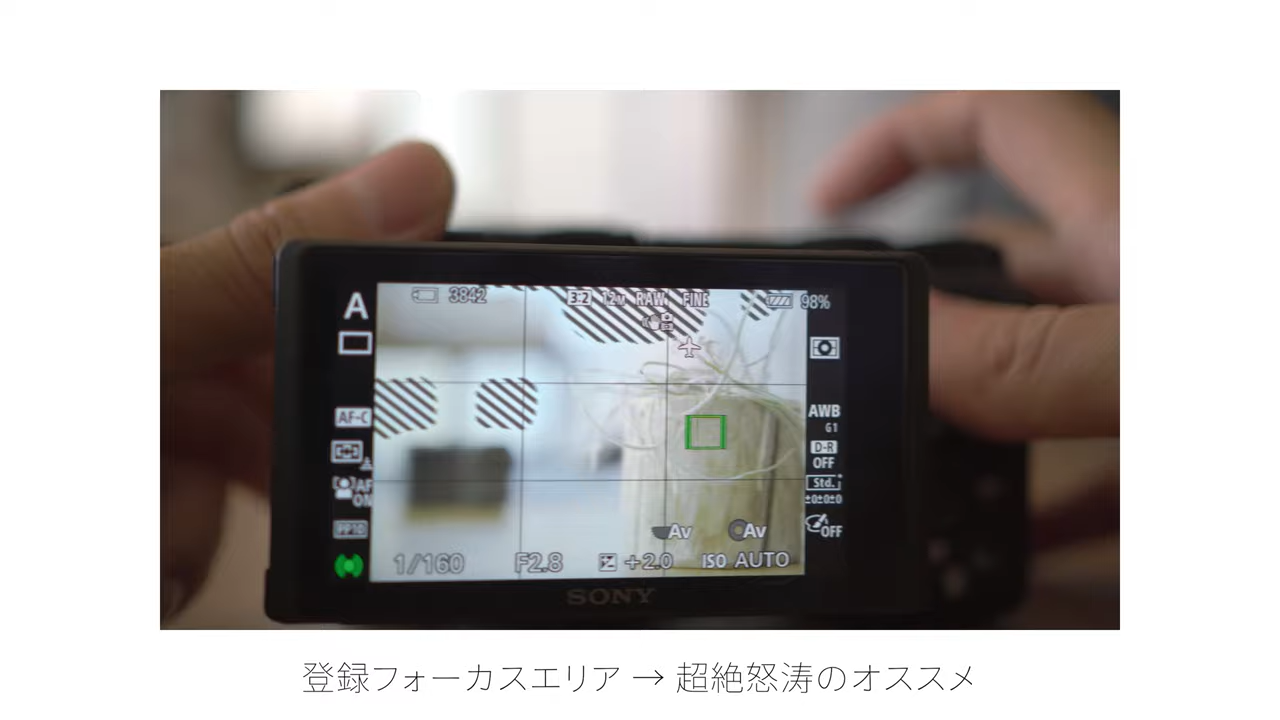 A
3842
3:2 12M RAW FINE
98%
AF-C
AF
ON
PP10
AWB
G1
D-R
OFF
Std.
±0±0±0
OFF
Av Av
1/160 F2.8 +2.0 ISO AUTO
SONY
登録フォーカスエリア → 超絶怒涛のオススメ